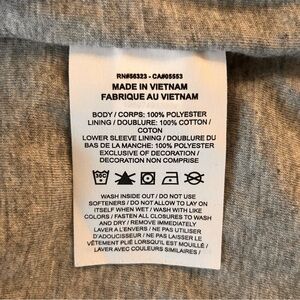 RN#56323 - CA#05553
MADE IN VIETNAM
FABRIQUE AU VIETNAM
BODY / CORPS: 100% POLYESTER
LINING / DOUBLURE: 100% COTTON /
COTON
LOWER SLEEVE LINING / DOUBLURE DU
BAS DE LA MANCHE: 100% POLYESTER
EXCLUSIVE OF DECORATION /
DECORATION NON COMPRISE
WASH INSIDE OUT / DO NOT USE
SOFTENERS / DO NOT ALLOW TO LAY ON
ITSELF WHEN WET / WASH WITH LIKE
COLORS / FASTEN ALL CLOSURES TO WASH
AND DRY / REMOVE IMMEDIATELY
LAVER A L'ENVERS / NE PAS UTILISER
D'ADOUCISSEUR / NE PAS LAISSER LE
VÊTEMENT PLIÉ LORSQU'IL EST MOUILLÉ /
LAVER AVEC COULEURS SIMILAIRES /